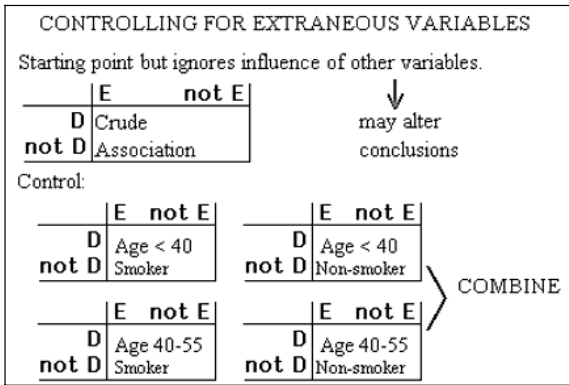 CONTROLLING FOR EXTRANEOUS VARIABLES
Starting point but ignores influence of other variables.
E not E
D Crude
not D Association
may alter
conclusions
Control:
E not E
D Age < 40
not D Smoker
E not E
D Age < 40
not D Non-smoker
E not E
D Age 40-55
not D Smoker
E not E
D Age 40-55
not D Non-smoker
COMBINE